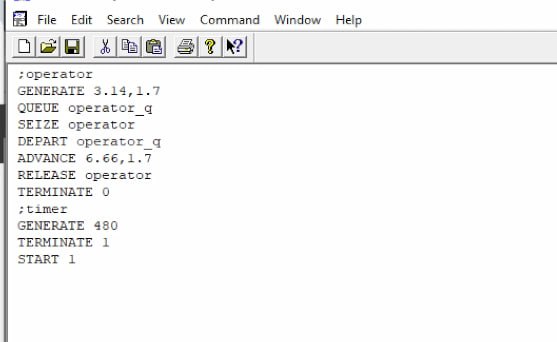 File Edit Search View Command Window Help
;operator
GENERATE 3.14,1.7
QUEUE operator_q
SEIZE operator
DEPART operator_q
ADVANCE 6.66,1.7
RELEASE operator
TERMINATE 0
;timer
GENERATE 480
TERMINATE 1
START 1